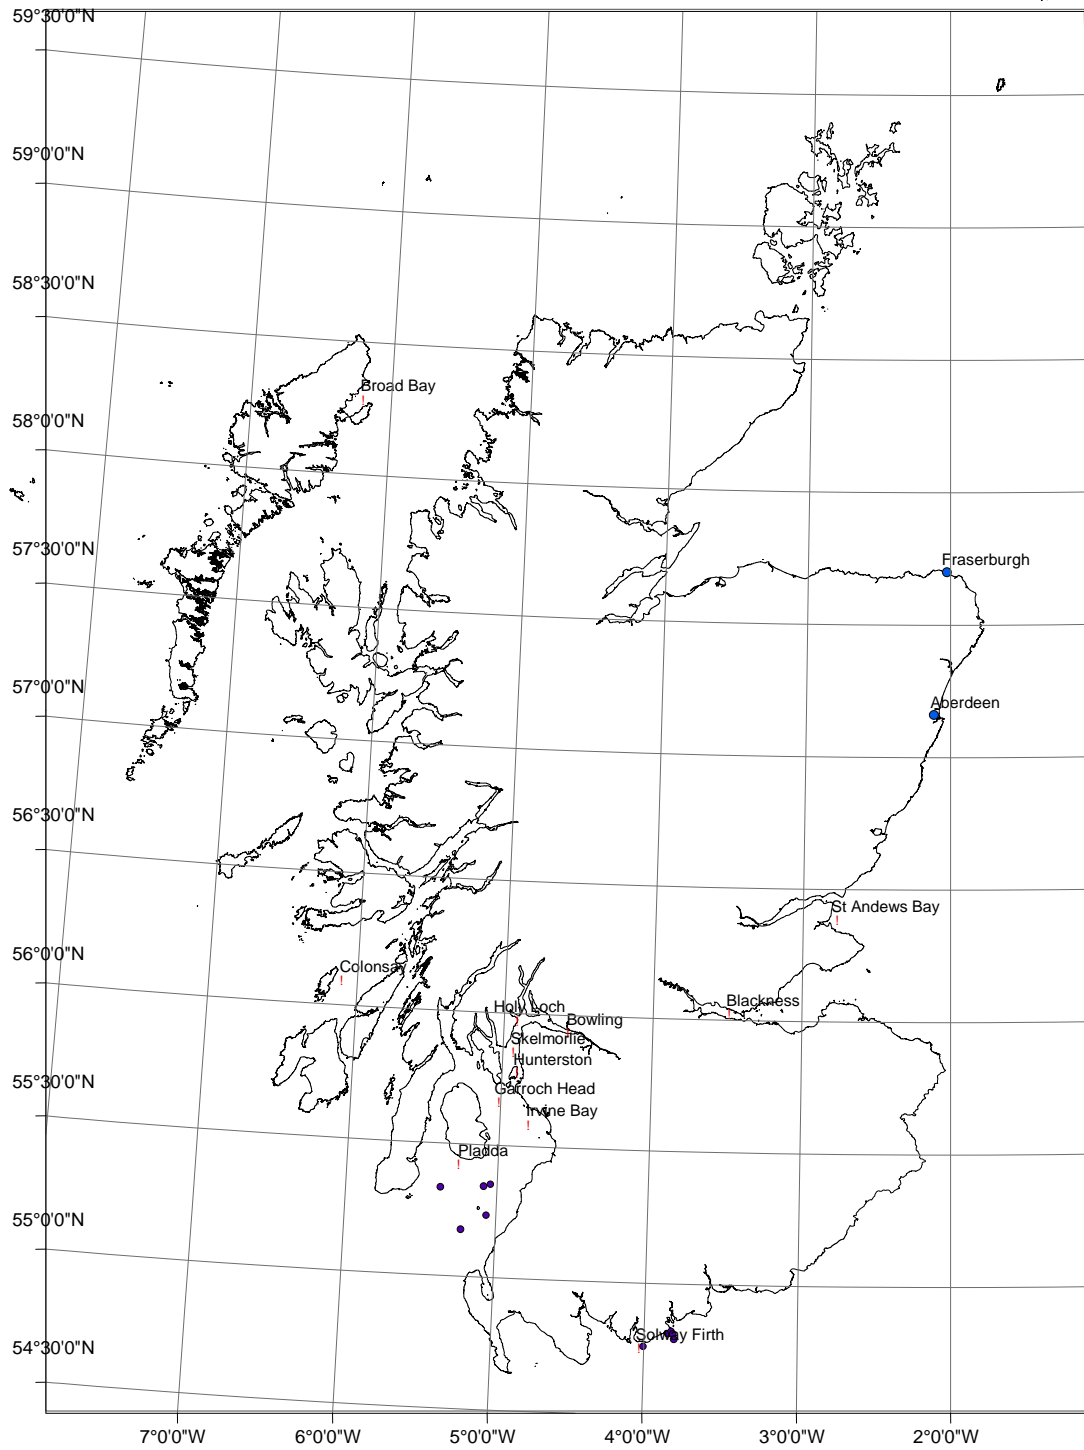 59°30'0"N
59°0'0"N
58°30'0"N
Broad Bay
58°0'0"N
57°30'0"N
Fraserburgh
57°0'0"N
Aberdeen
56°30'0"N
St Andews Bay
56°0'0"N
Colonsay
Blackness
Holy Loch
Bowling
Skelmorlie
Hunterston
55°30'0"N
Garroch Head
Irvine Bay
Pladda
55°0'0"N
Solway Firth
54°30'0"N
7°0'0"W 6°0'0"W 5°0'0"W 4°0'0"W 3°0'0"W 2°0'0"W